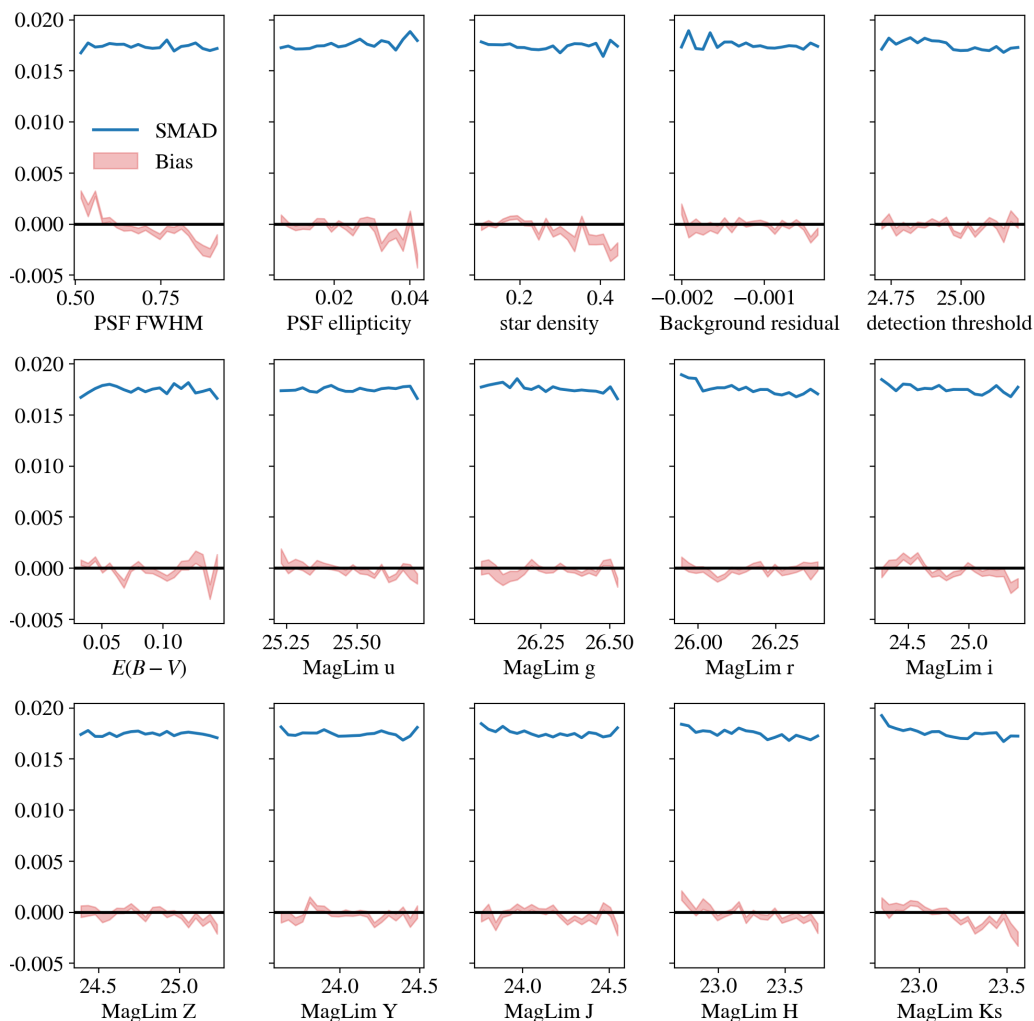 0.020
0.015
0.010
0.005
0.000
-0.005
SMAD
Bias
0.50 0.75
PSF FWHM
0.02 0.04
PSF ellipticity
0.2 0.4
star density
−0.002 −0.001
Background residual
24.75 25.00
detection threshold
0.020
0.015
0.010
0.005
0.000
-0.005
0.05 0.10
E(B − V)
25.25 25.50
MagLim u
26.25 26.50
MagLim g
26.00 26.25
MagLim r
24.5 25.0
MagLim i
0.020
0.015
0.010
0.005
0.000
-0.005
24.5 25.0
MagLim Z
24.0 24.5
MagLim Y
24.0 24.5
MagLim J
23.0 23.5
MagLim H
23.0 23.5
MagLim Ks